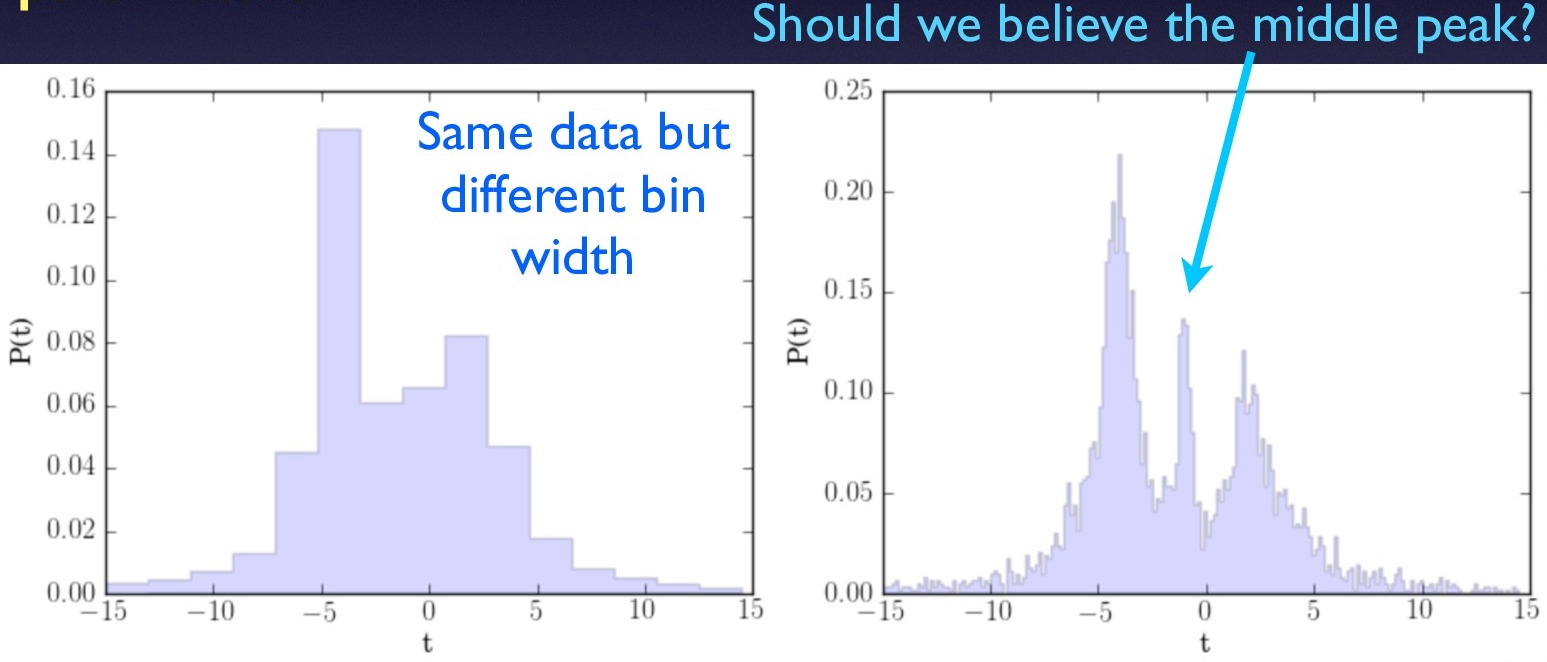 Should we believe the middle peak?
Same data but
different bin
width
0.16
0.14
0.12
0.10
0.08
0.06
0.04
0.02
0.00
P(t)
−15 −10 −5 0 5 10 15
t
0.25
0.20
0.15
0.10
0.05
0.00
P(t)
−15 −10 −5 0 5 10 15
t